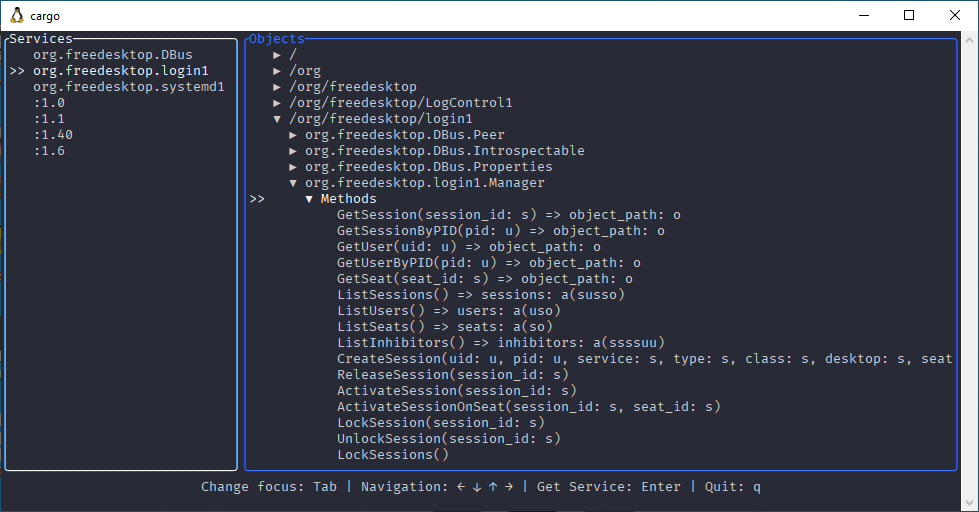 cargo
Services
org.freedesktop.DBus
>> org.freedesktop.login1
org.freedesktop.systemd1
:1.0
:1.1
:1.40
:1.6
Objects
▶ /
▶ /org
▶ /org/freedesktop
▶ /org/freedesktop/LogControl1
▼ /org/freedesktop/login1
▶ org.freedesktop.DBus.Peer
▶ org.freedesktop.DBus.Introspectable
▶ org.freedesktop.DBus.Properties
▼ org.freedesktop.login1.Manager
>> ▼ Methods
GetSession(session_id: s) => object_path: o
GetSessionByPID(pid: u) => object_path: o
GetUser(uid: u) => object_path: o
GetUserByPID(pid: u) => object_path: o
GetSeat(seat_id: s) => object_path: o
ListSessions() => sessions: a(susso)
ListUsers() => users: a(uso)
ListSeats() => seats: a(so)
ListInhibitors() => inhibitors: a(ssssuu)
CreateSession(uid: u, pid: u, service: s, type: s, class: s, desktop: s, seat
ReleaseSession(session_id: s)
ActivateSession(session_id: s)
ActivateSessionOnSeat(session_id: s, seat_id: s)
LockSession(session_id: s)
UnlockSession(session_id: s)
LockSessions()
Change focus: Tab | Navigation: ← ↓ ↑ → | Get Service: Enter | Quit: q